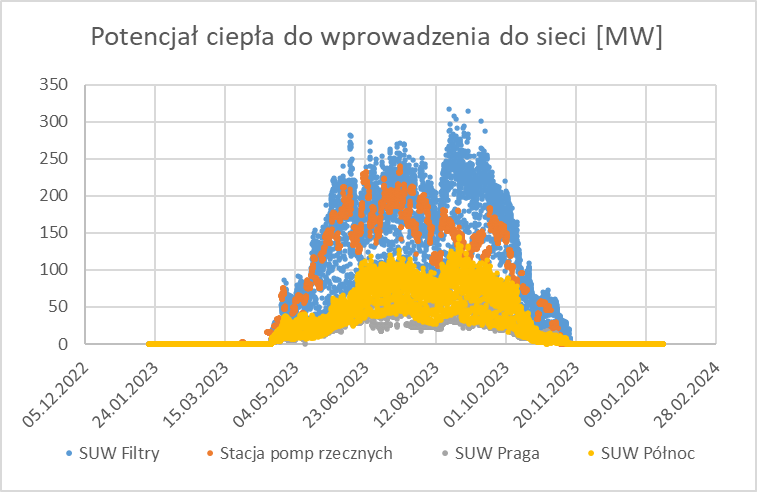 Potencjał ciepła do wprowadzenia do sieci [MW]
350
300
250
200
150
100
50
0
05.12.2022 24.01.2023 15.03.2023 04.05.2023 23.06.2023 12.08.2023 01.10.2023 20.11.2023 09.01.2024 28.02.2024
SUW Filtry Stacja pomp rzecznych SUW Praga SUW Północ